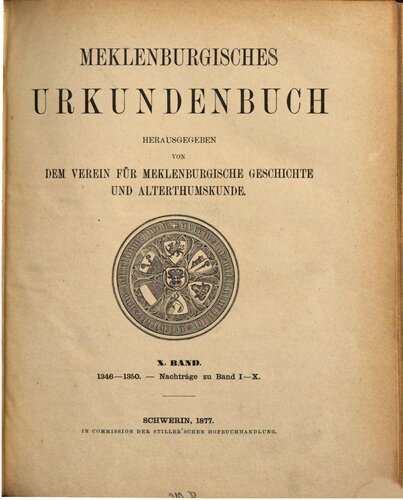 MEKLENBURGISCHES
URKUNDENBUCH
HERAUSGEGEBEN
VON
DEM VEREIN FÜR MEKLENBURGISCHE GESCHICHTE
UND ALTERTHUMSKUNDE.
X. BAND.
1346—1350. — Nachträge zu Band I—X.
SCHWERIN, 1877.
IN COMMISSION DER STILLER'SCHEN HOFBUCHHANDLUNG.